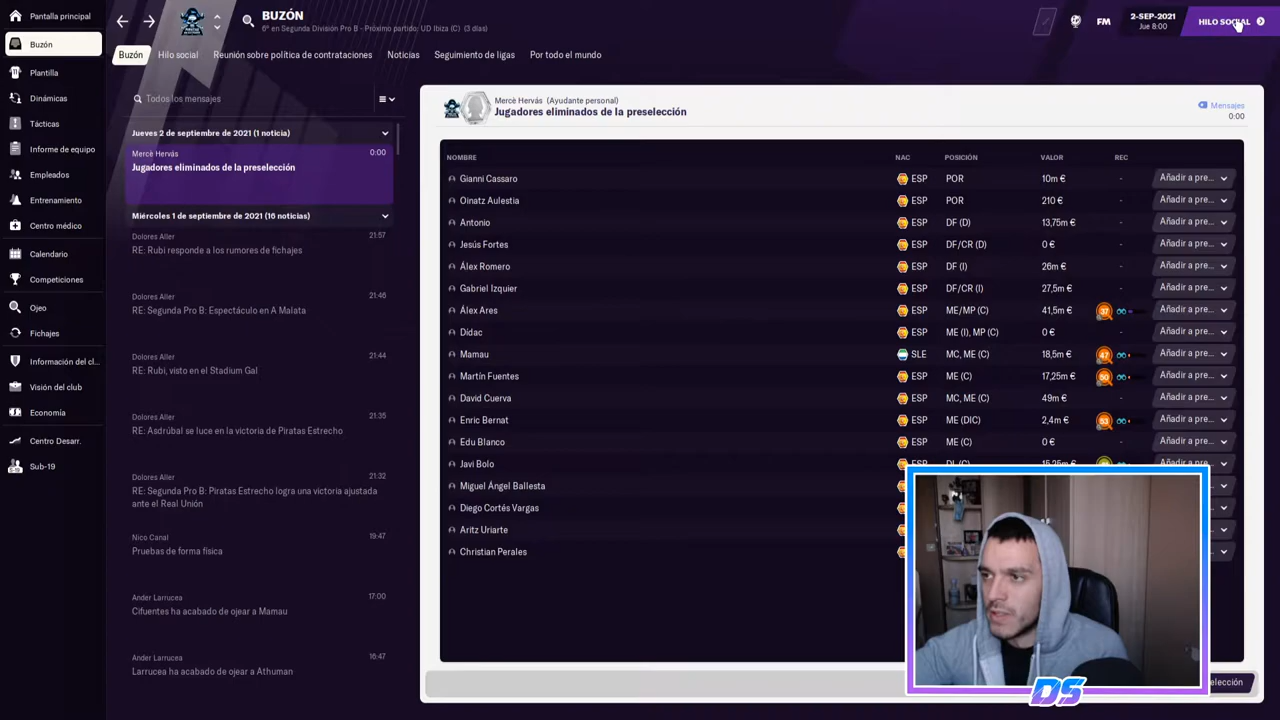 Pantalla principal
Buzón
Plantilla
Dinámicas
Tácticas
Informe de equipo
Empleados
Entrenamiento
Centro médico
Calendario
Competiciones
Ojeo
Fichajes
Información del cl...
Visión del club
Economía
Centro Desarr.
Sub-19
BUZÓN
6º en Segunda División Pro B - Próximo partido: UD Ibiza (C) (3 días)
FM
2-SEP-2021
Jue 8:00
HILO SOCIAL
Buzón Hilo social Reunión sobre política de contrataciones Noticias Seguimiento de ligas Por todo el mundo
Todos los mensajes
Jueves 2 de septiembre de 2021 (1 noticia)
Mercè Hervás 0:00
Jugadores eliminados de la preselección
Miércoles 1 de septiembre de 2021 (16 noticias)
Dolores Aller 21:57
RE: Rubi responde a los rumores de fichajes
Dolores Aller 21:46
RE: Segunda Pro B: Espectáculo en A Malata
Dolores Aller 21:44
RE: Rubi, visto en el Stadium Gal
Dolores Aller 21:35
RE: Asdrúbal se luce en la victoria de Piratas Estrecho
Dolores Aller 21:32
RE: Segunda Pro B: Piratas Estrecho logra una victoria ajustada
ante el Real Unión
Nico Canal 19:47
Pruebas de forma física
Ander Larrucea 17:00
Cifuentes ha acabado de ojear a Mamau
Ander Larrucea 16:47
Larrucea ha acabado de ojear a Athuman
Mercè Hervás (Ayudante personal)
Jugadores eliminados de la preselección
Mensajes
0:00
NOMBRE NAC POSICIÓN VALOR REC
Gianni Cassaro ESP POR 10m € - Añadir a pre...
Oinatz Aulestia ESP POR 210 € - Añadir a pre...
Antonio ESP DF (D) 13,75m € - Añadir a pre...
Jesús Fortes ESP DF/CR (D) 0 € - Añadir a pre...
Álex Romero ESP DF (I) 26m € - Añadir a pre...
Gabriel Izquier ESP DF/CR (I) 27,5m € - Añadir a pre...
Álex Ares ESP ME/MP (C) 41,5m € 37 Añadir a pre...
Dídac ESP ME (I), MP (C) 0 € - Añadir a pre...
Mamau SLE MC, ME (C) 18,5m € 47 Añadir a pre...
Martín Fuentes ESP ME (C) 17,25m € 50 Añadir a pre...
David Cuerva ESP MC, ME (C) 49m € - Añadir a pre...
Enric Bernat ESP ME (DIC) 2,4m € 53 Añadir a pre...
Edu Blanco ESP ME (C) 0 € - Añadir a pre...
Javi Bolo ESP DL (C) 15,25m € Añadir a pre...
Miguel Ángel Ballesta
Diego Cortés Vargas
Aritz Uriarte
Christian Perales
elección
DS